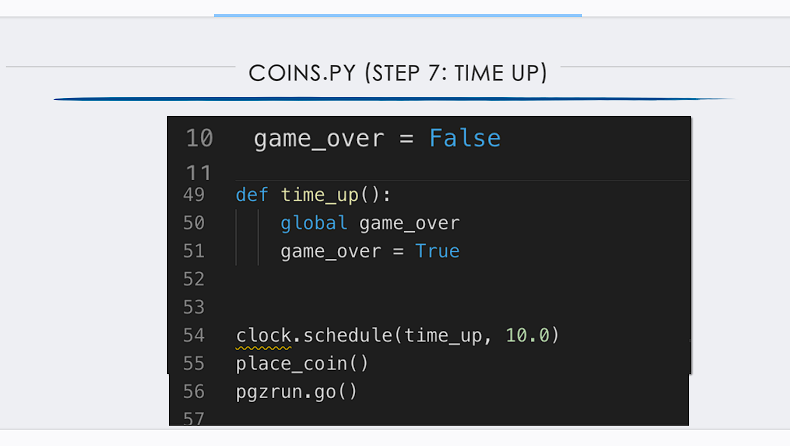 COINS.PY (STEP 7: TIME UP)
10 game_over = False
11
49 def time_up():
50 global game_over
51 game_over = True
52
53
54 clock.schedule(time_up, 10.0)
55 place_coin()
56 pgzrun.go()
57